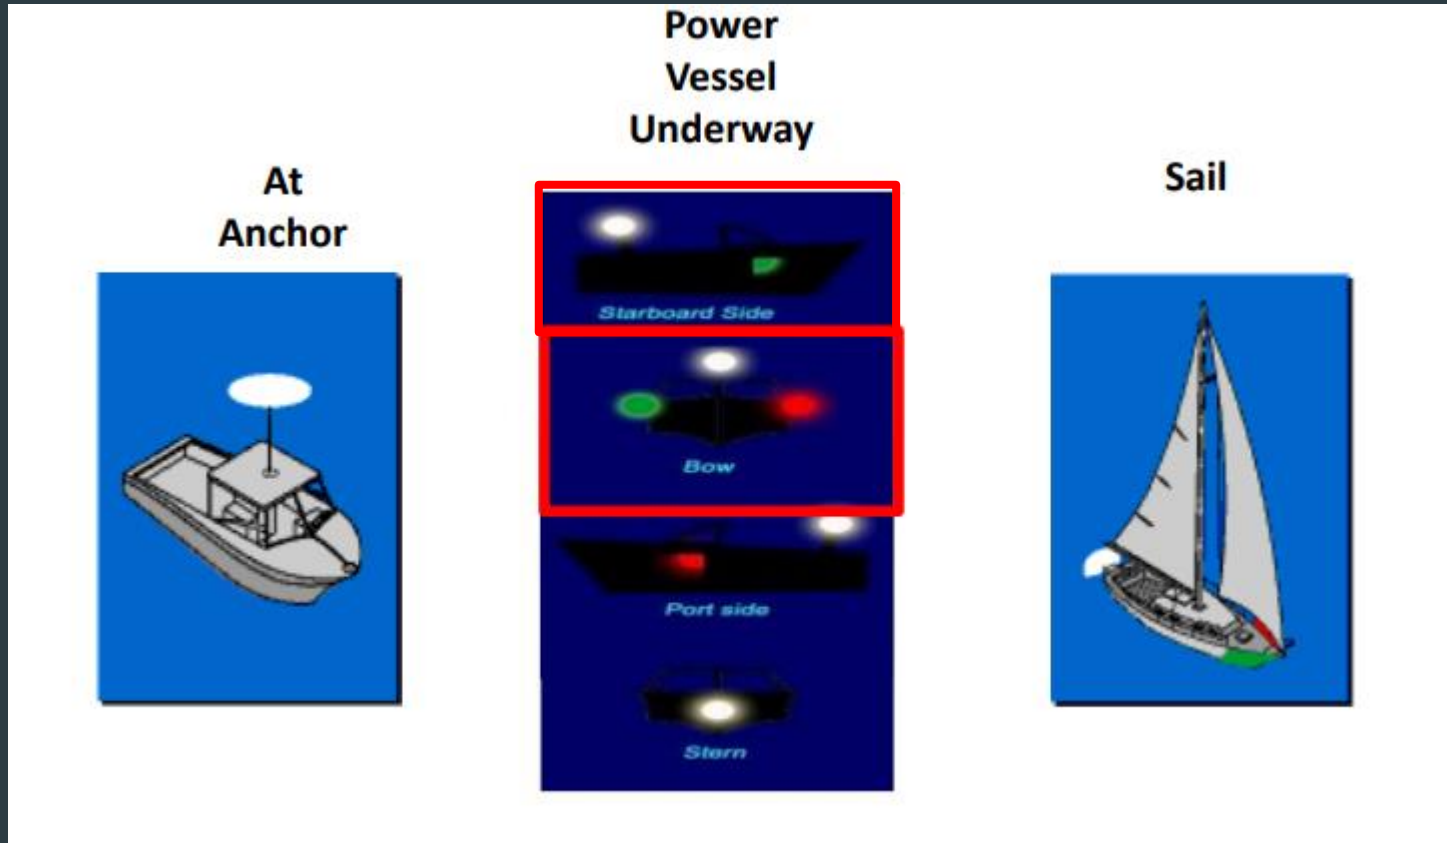 At
Anchor
Power
Vessel
Underway
Starboard Side
Bow
Port side
Stern
Sail